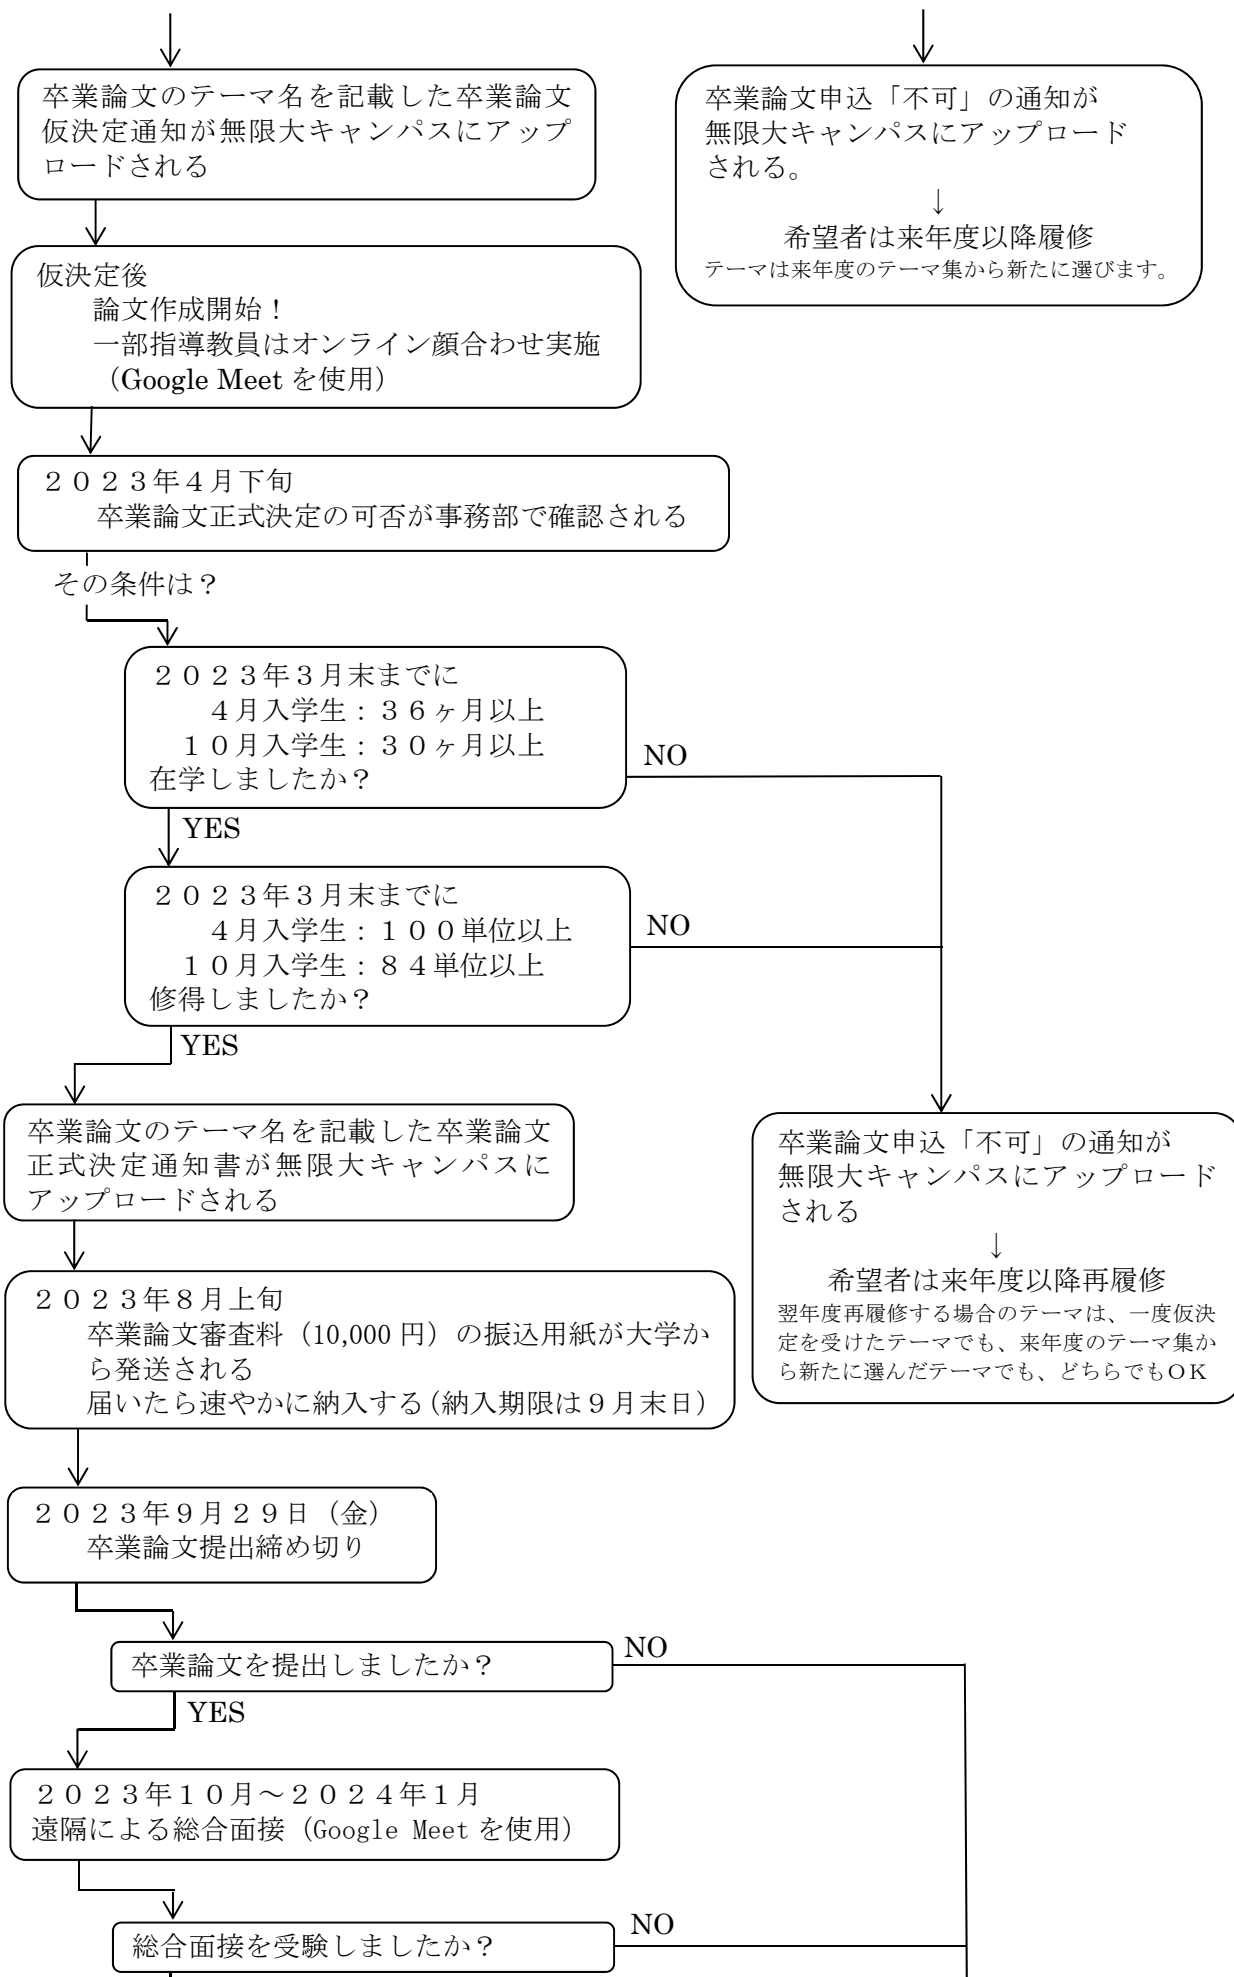 卒業論文のテーマ名を記載した卒業論文
仮決定通知が無限大キャンパスにアップ
ロードされる
卒業論文申込「不可」の通知が
無限大キャンパスにアップロード
される。
↓
希望者は来年度以降履修
テーマは来年度のテーマ集から新たに選びます。
仮決定後
論文作成開始！
一部指導教員はオンライン顔合わせ実施
（Google Meet を使用）
２０２３年４月下旬
卒業論文正式決定の可否が事務部で確認される
その条件は？
２０２３年３月末までに
４月入学生：３６ヶ月以上
１０月入学生：３０ヶ月以上
在学しましたか？
NO
YES
２０２３年３月末までに
４月入学生：１００単位以上
１０月入学生：８４単位以上
修得しましたか？
NO
YES
卒業論文のテーマ名を記載した卒業論文
正式決定通知書が無限大キャンパスに
アップロードされる
卒業論文申込「不可」の通知が
無限大キャンパスにアップロード
される
↓
希望者は来年度以降再履修
翌年度再履修する場合のテーマは、一度仮決
定を受けたテーマでも、来年度のテーマ集か
ら新たに選んだテーマでも、どちらでもＯＫ
２０２３年８月上旬
卒業論文審査料（10,000 円）の振込用紙が大学か
ら発送される
届いたら速やかに納入する（納入期限は９月末日）
２０２３年９月２９日（金）
卒業論文提出締め切り
卒業論文を提出しましたか？
NO
YES
２０２３年１０月～２０２４年１月
遠隔による総合面接（Google Meet を使用）
総合面接を受験しましたか？
NO